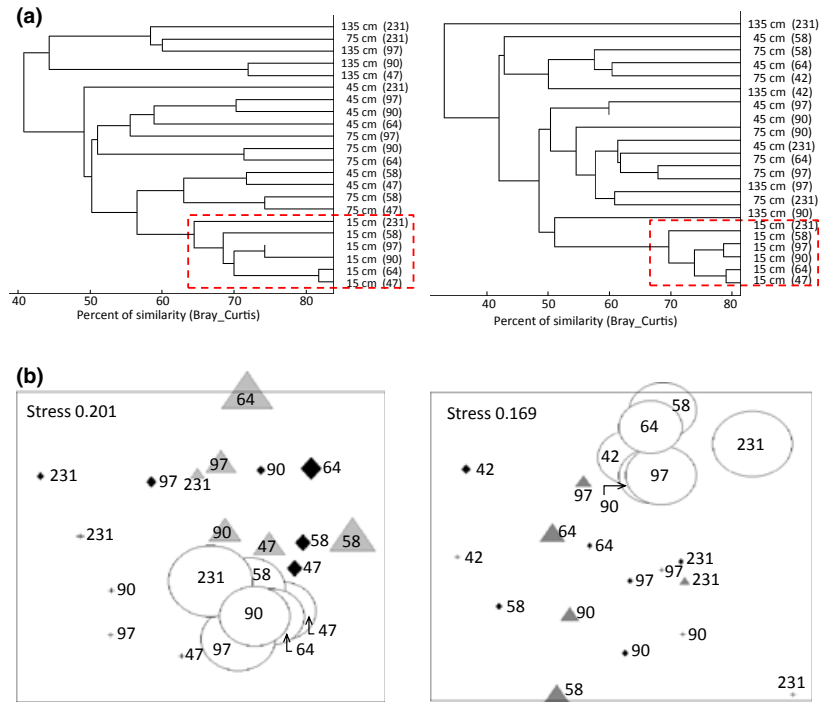 (a)
135 cm (231)
75 cm (231)
135 cm (97)
135 cm (90)
135 cm (47)
45 cm (231)
45 cm (97)
45 cm (90)
45 cm (64)
75 cm (97)
75 cm (90)
75 cm (64)
45 cm (58)
45 cm (47)
75 cm (58)
75 cm (47)
15 cm (231)
15 cm (58)
15 cm (97)
15 cm (90)
15 cm (64)
15 cm (47)
40 50 60 70 80
Percent of similarity (Bray_Curtis)
135 cm (231)
45 cm (58)
75 cm (58)
45 cm (64)
75 cm (42)
135 cm (42)
45 cm (97)
45 cm (90)
75 cm (90)
45 cm (231)
75 cm (64)
75 cm (97)
135 cm (97)
75 cm (231)
135 cm (90)
15 cm (231)
15 cm (58)
15 cm (97)
15 cm (90)
15 cm (64)
15 cm (47)
40 50 60 70 80
Percent of similarity (Bray_Curtis)
(b)
Stress 0.201
64
231
97
231
97
90
64
231
90
47
58
58
47
231
58
90
90
97
47
97
64
47
Stress 0.169
58
64
231
42
97
90
42
97
64
64
42
97
97
231
231
58
90
90
90
58
231